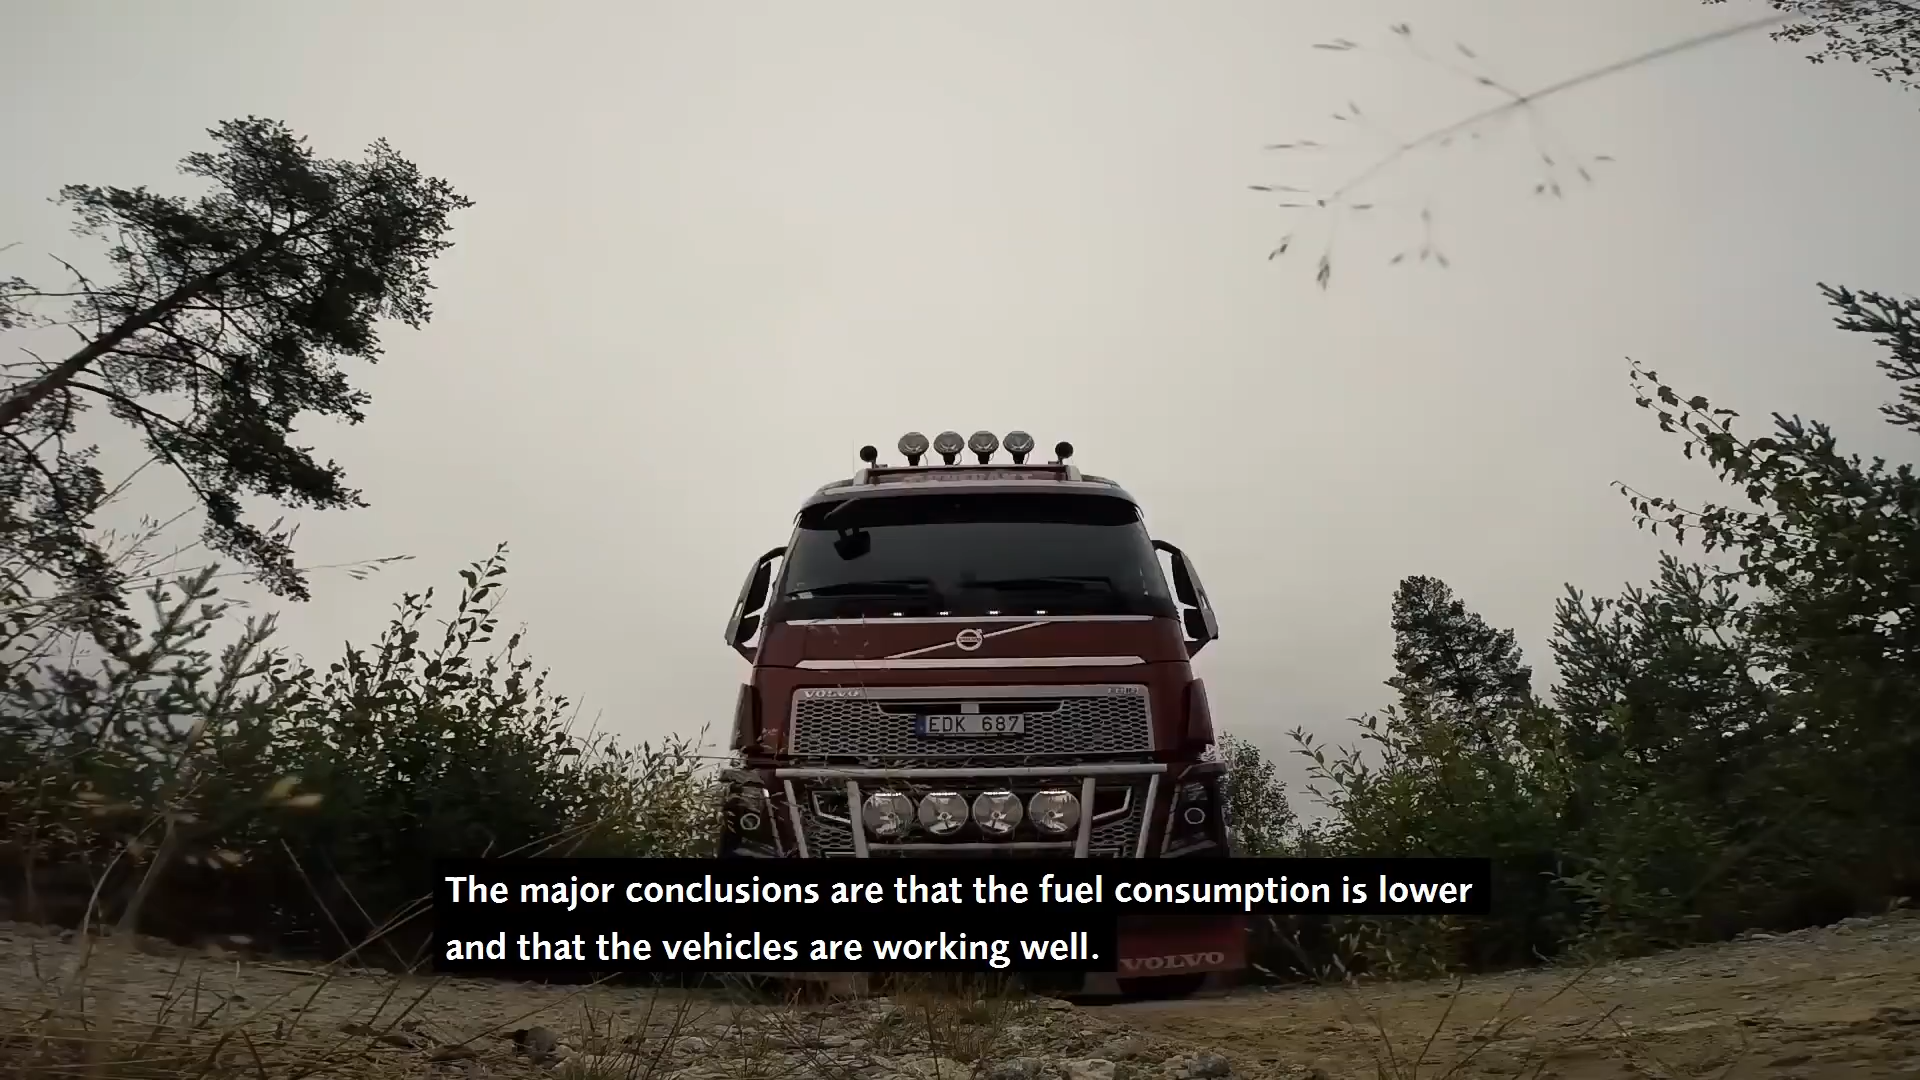 VOLVO
EDK 687
The major conclusions are that the fuel consumption is lower
and that the vehicles are working well.
VOLVO